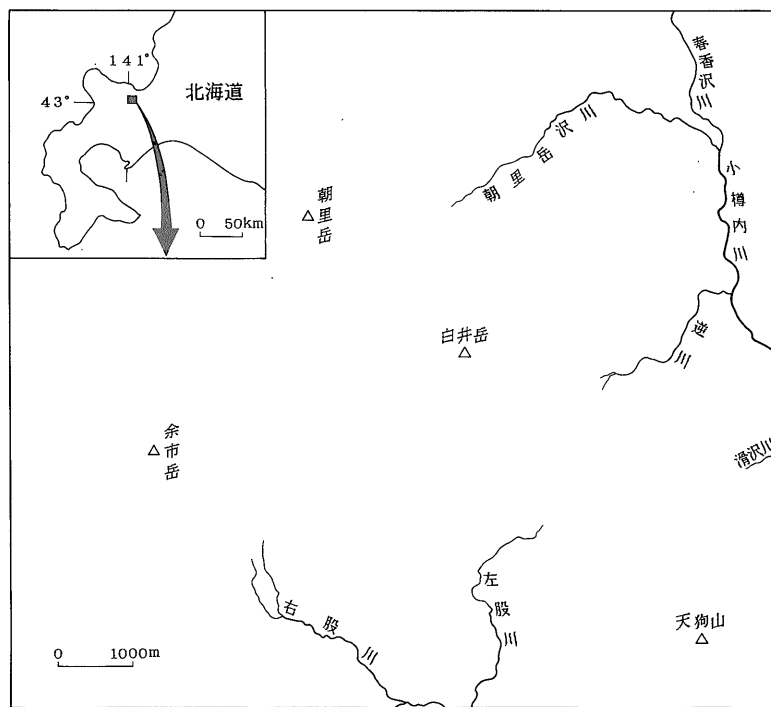 141°
43°
北海道
0 50km
春香沢川
朝里岳沢川
朝里岳
小樽内川
白井岳
逆川
余市岳
滑沢川
左股川
右股川
天狗山
0 1000m